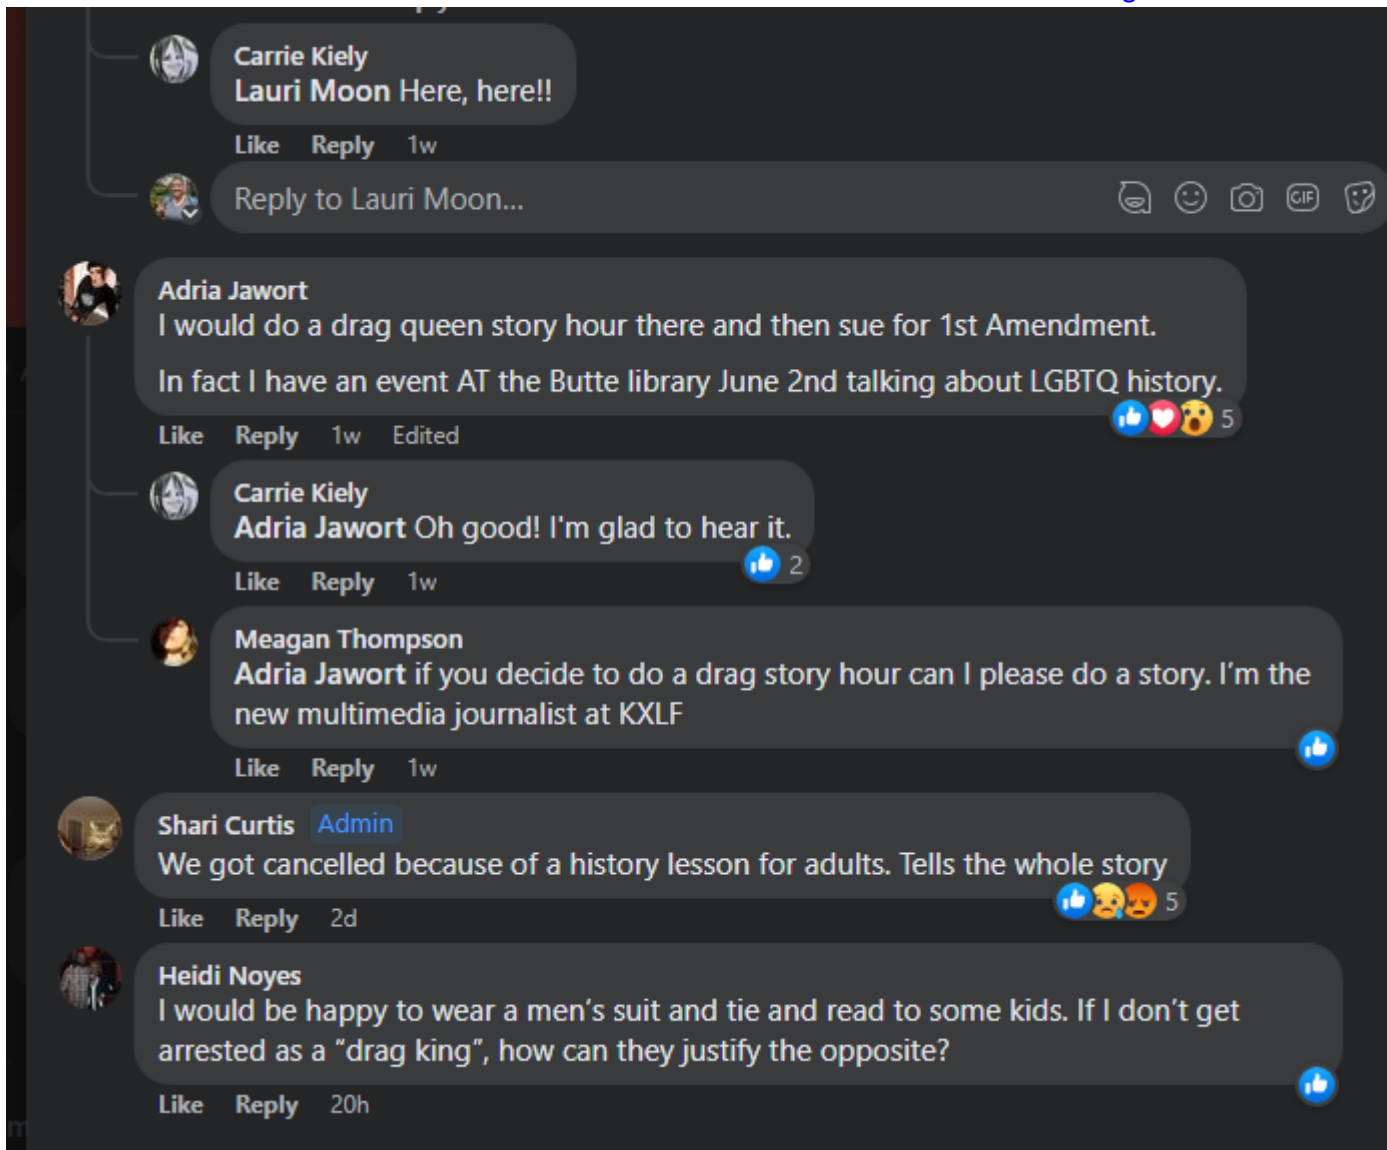 Carrie Kiely
Lauri Moon Here, here!!
Like Reply 1w
Reply to Lauri Moon...
GIF
Adria Jawort
I would do a drag queen story hour there and then sue for 1st Amendment.
In fact I have an event AT the Butte library June 2nd talking about LGBTQ history.
5
Like Reply 1w Edited
Carrie Kiely
Adria Jawort Oh good! I'm glad to hear it.
2
Like Reply 1w
Meagan Thompson
Adria Jawort if you decide to do a drag story hour can I please do a story. I’m the
new multimedia journalist at KXLF
Like Reply 1w
Shari Curtis Admin
We got cancelled because of a history lesson for adults. Tells the whole story
5
Like Reply 2d
Heidi Noyes
I would be happy to wear a men’s suit and tie and read to some kids. If I don’t get
arrested as a “drag king”, how can they justify the opposite?
Like Reply 20h